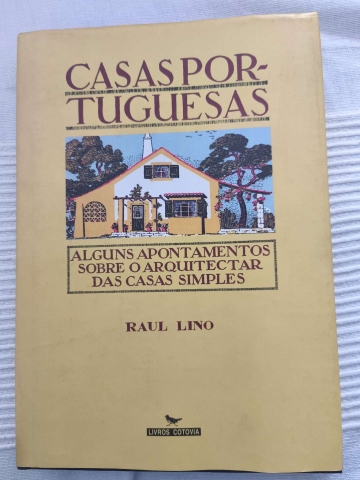 CASAS POR-
TUGUESAS
ALGUNS APONTAMENTOS
SOBRE O ARQUITECTAR
DAS CASAS SIMPLES
RAUL LINO
LIVROS COTOVIA